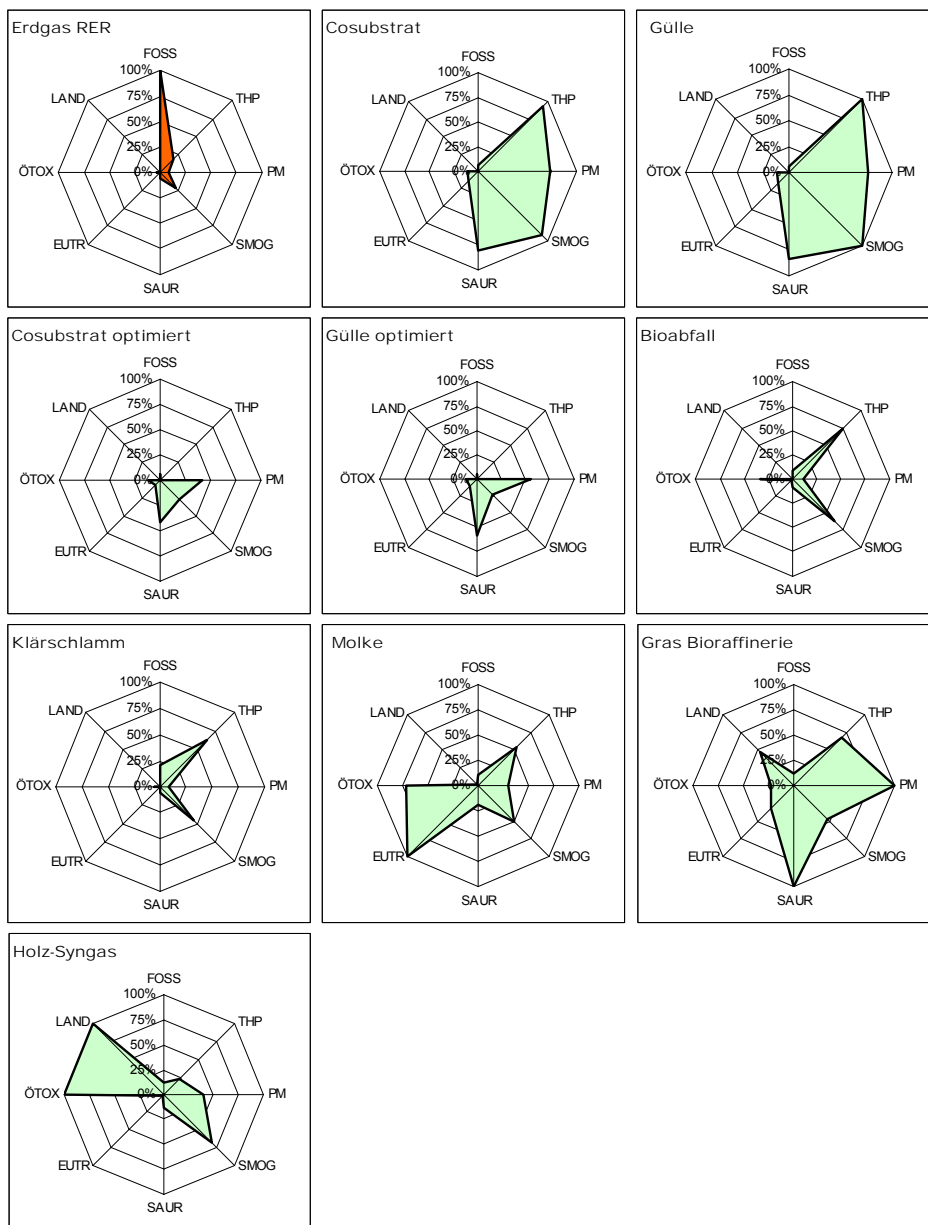 Erdgas RER
FOSS
100%
LAND
THP
75%
50%
25%
ÖTOX
0%
PM
EUTR
SMOG
SAUR
Cosubstrat
FOSS
100%
LAND
THP
75%
50%
25%
ÖTOX
0%
PM
EUTR
SMOG
SAUR
Gülle
FOSS
100%
LAND
THP
75%
50%
25%
ÖTOX
0%
PM
EUTR
SMOG
SAUR
Cosubstrat optimiert
FOSS
100%
LAND
THP
75%
50%
25%
ÖTOX
0%
PM
EUTR
SMOG
SAUR
Gülle optimiert
FOSS
100%
LAND
THP
75%
50%
25%
ÖTOX
0%
PM
EUTR
SMOG
SAUR
Bioabfall
FOSS
100%
LAND
THP
75%
50%
25%
ÖTOX
0%
PM
EUTR
SMOG
SAUR
Klärschlamm
FOSS
100%
LAND
THP
75%
50%
25%
ÖTOX
0%
PM
EUTR
SMOG
SAUR
Molke
FOSS
100%
LAND
THP
75%
50%
25%
ÖTOX
0%
PM
EUTR
SMOG
SAUR
Gras Bioraffinerie
FOSS
100%
LAND
THP
75%
50%
25%
ÖTOX
0%
PM
EUTR
SMOG
SAUR
Holz-Syngas
FOSS
100%
LAND
THP
75%
50%
25%
ÖTOX
0%
PM
EUTR
SMOG
SAUR